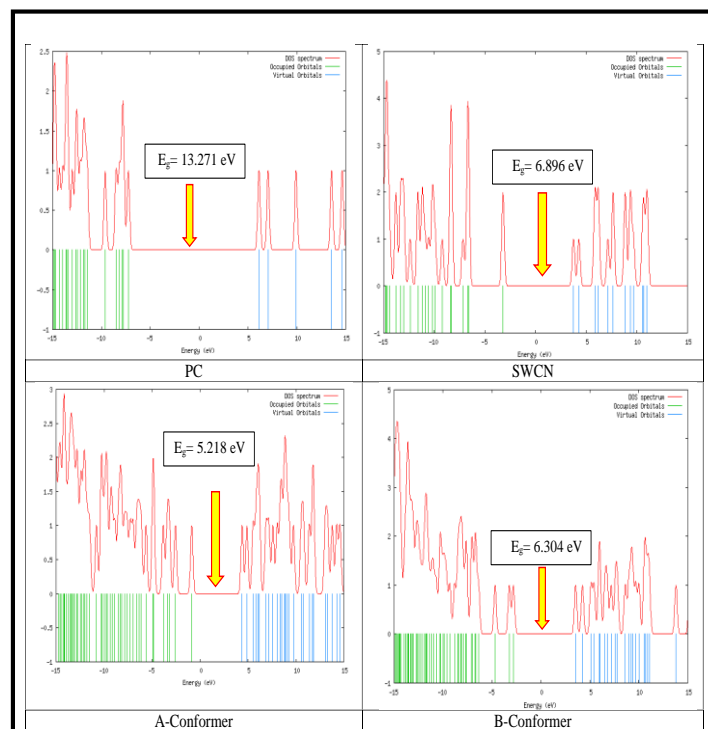 2.5
2
1.5
1
0.5
0
-0.5
-1
-15
-10
-5
0
5
10
15
Energy (eV)
DOS spectrum
Occupied Orbitals
Virtual Orbitals
Eg= 13.271 eV
PC
5
4
3
2
1
0
-1
-15
-10
-5
0
5
10
15
Energy (eV)
DOS spectrum
Occupied Orbitals
Virtual Orbitals
Eg= 6.896 eV
SWCN
3
2.5
2
1.5
1
0.5
0
-0.5
-1
-15
-10
-5
0
5
10
15
Energy (eV)
DOS spectrum
Occupied Orbitals
Virtual Orbitals
Eg= 5.218 eV
A-Conformer
5
4
3
2
1
0
-1
-15
-10
-5
0
5
10
15
Energy (eV)
DOS spectrum
Occupied Orbitals
Virtual Orbitals
Eg= 6.304 eV
B-Conformer